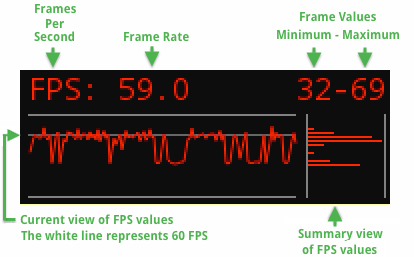 Frames
Per
Second
Frame Rate
Frame Values
Minimum - Maximum
FPS: 59.0
32-69
Current view of FPS values
The white line represents 60 FPS
Summary view
of FPS values